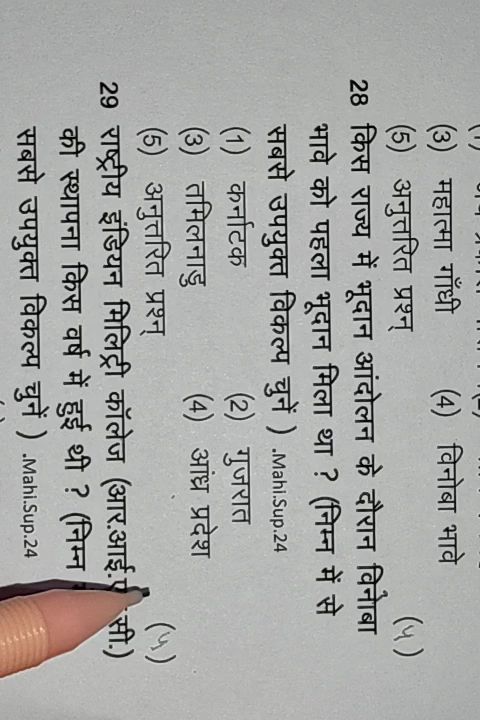 (3) महात्मा गाँधी (4) विनोबा भावे
(5) अनुत्तरित प्रश्न (4)
28 किस राज्य में भूदान आंदोलन के दौरान विनोबा
भावे को पहला भूदान मिला था ? (निम्न में से
सबसे उपयुक्त विकल्प चुनें ) .Mahi.Sup.24
(1) कर्नाटक (2) गुजरात
(3) तमिलनाडु (4) आंध्र प्रदेश
(5) अनुत्तरित प्रश्न (4)
29 राष्ट्रीय इंडियन मिलिट्री कॉलेज (आर.आई. सी.)
की स्थापना किस वर्ष में हुई थी ? (निम्न
सबसे उपयुक्त विकल्प चुनें ) .Mahi.Sup.24